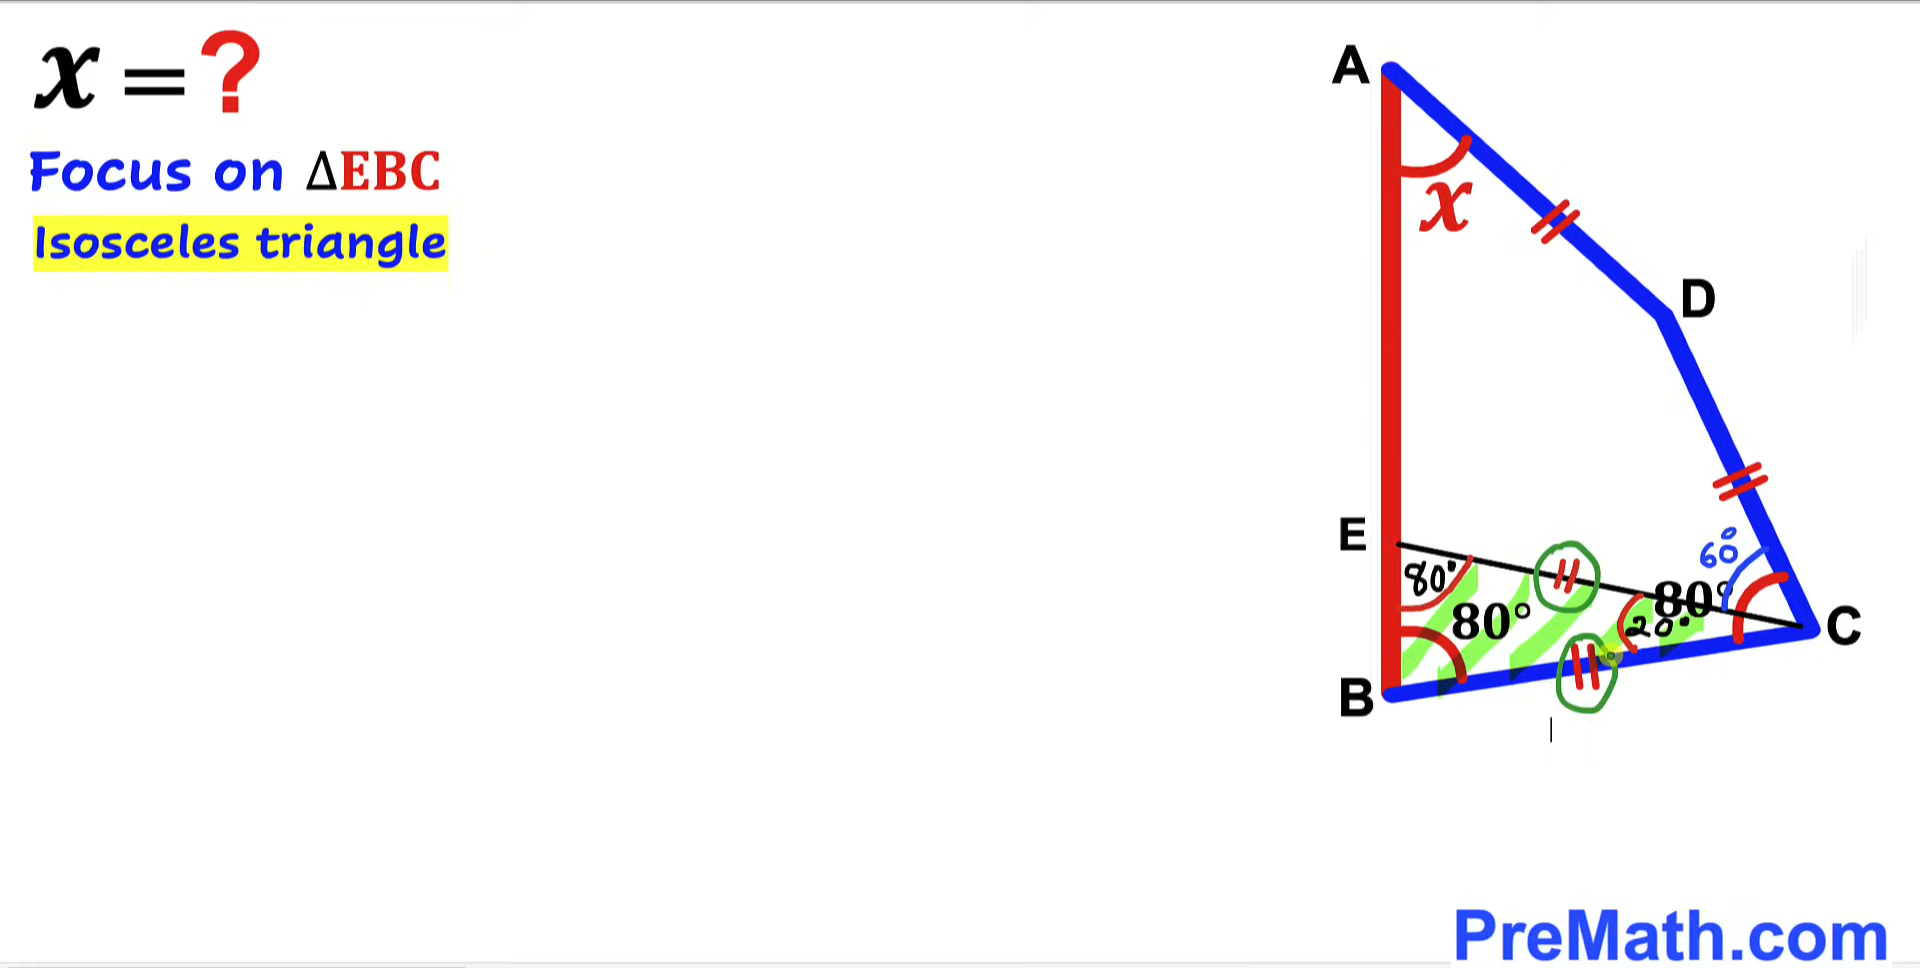 x = ?
Focus on ΔEBC
Isosceles triangle
A
x
D
E
60°
80°
80°
80°
20°
C
B
PreMath.com